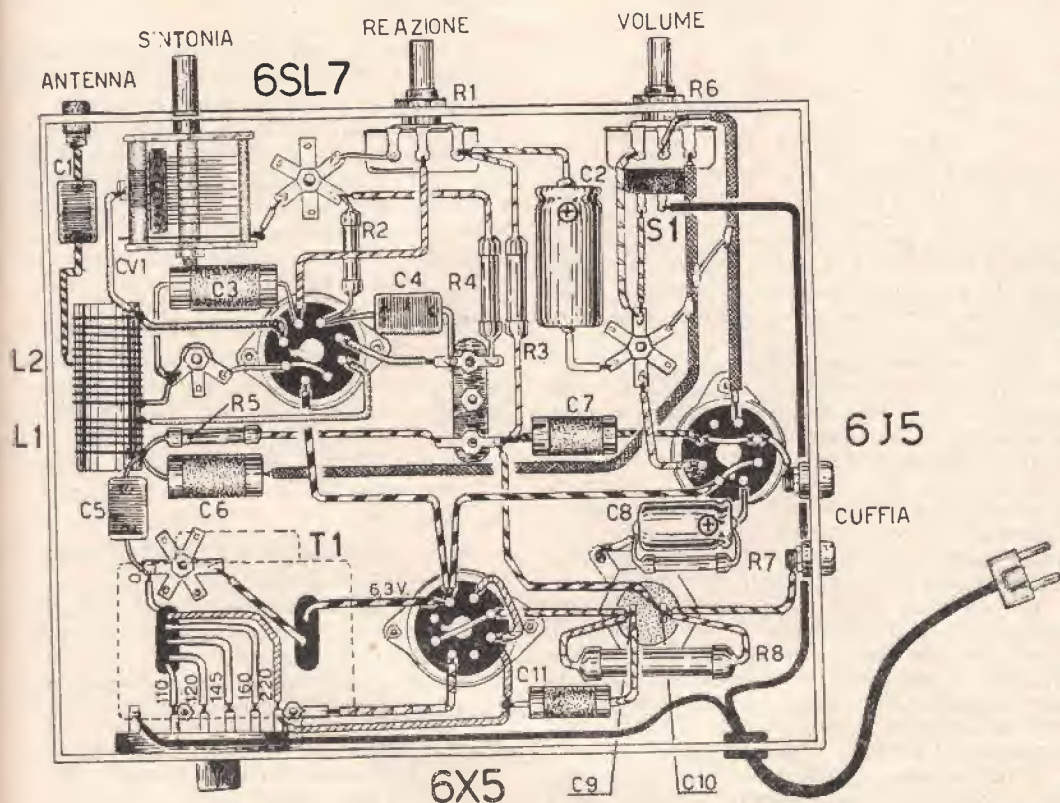 SINTONIA
REAZIONE
VOLUME
ANTENNA
6SL7
R1
R6
C1
C2
S1
R2
CV1
C3
C4
R4
R3
L2
L1
R5
C7
6J5
C6
C5
C8
CUFFIA
T1
R7
6,3V.
R8
C11
110
120
145
160
220
6X5
C9
C10